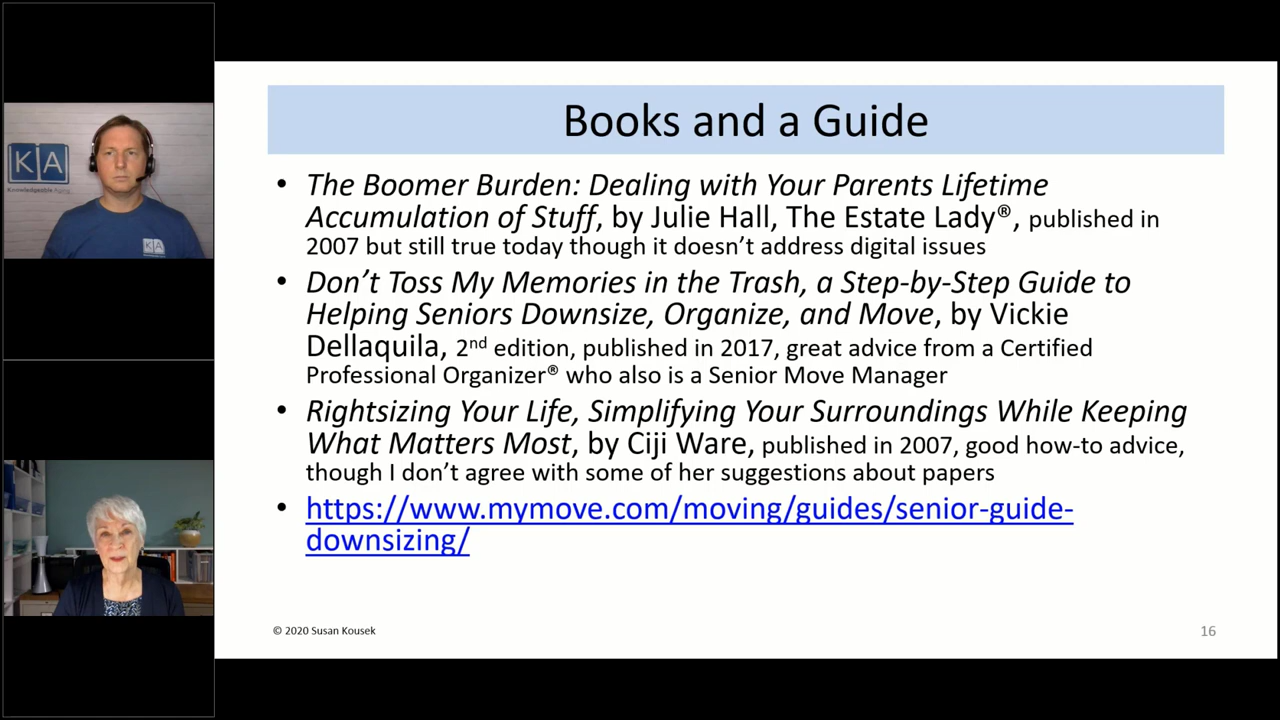 Books and a Guide
• The Boomer Burden: Dealing with Your Parents Lifetime
Accumulation of Stuff, by Julie Hall, The Estate Lady®, published in
2007 but still true today though it doesn’t address digital issues
• Don’t Toss My Memories in the Trash, a Step-by-Step Guide to
Helping Seniors Downsize, Organize, and Move, by Vickie
Dellaquila, 2nd edition, published in 2017, great advice from a Certified
Professional Organizer® who also is a Senior Move Manager
• Rightsizing Your Life, Simplifying Your Surroundings While Keeping
What Matters Most, by Ciji Ware, published in 2007, good how-to advice,
though I don’t agree with some of her suggestions about papers
• https://www.mymove.com/moving/guides/senior-guide-
downsizing/
© 2020 Susan Kousek
16
KA
Knowledgeable Aging
KA